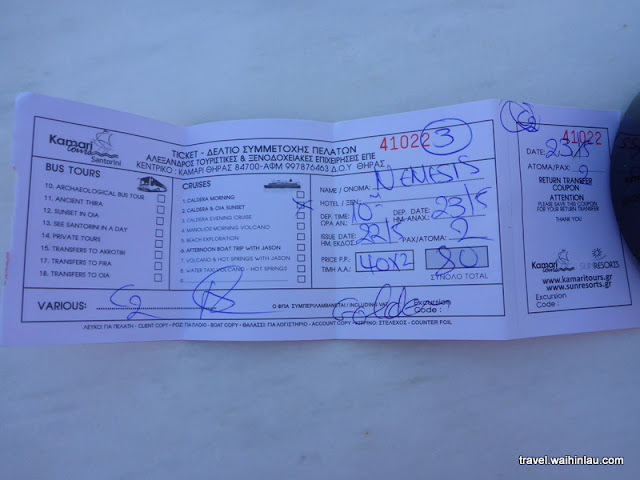 Kamari
tours
Santorini
TICKET - ΔΕΛΤΙΟ ΣΥΜΜΕΤΟΧΗΣ ΠΕΛΑΤΩΝ
41022 3
ΑΛΕΞΑΝΔΡΟΣ ΤΟΥΡΙΣΤΙΚΕΣ & ΞΕΝΟΔΟΧΕΙΑΚΕΣ ΕΠΙΧΕΙΡΗΣΕΙΣ ΕΠΕ
ΚΕΝΤΡΙΚΟ : ΚΑΜΑΡΙ ΘΗΡΑΣ 84700-ΑΦΜ 997876463 Δ.Ο.Υ ΘΗΡΑΣ
BUS TOURS
10. ARCHAEOLOGICAL BUS TOUR
11. ANCIENT THIRA
12. SUNSET IN OIA
13. SEE SANTORINI IN A DAY
14. PRIVATE TOURS
15. TRANSFERS TO AKROTIRI
17. TRANSFERS TO FIRA
18. TRANSFERS TO OIA
CRUISES
1. CALDERA MORNING
2. CALDERA & OIA SUNSET
3. CALDERA EVENING CRUISE
4. MANOLIOS MORNING VOLCANO
5. BEACH EXPLORATION
6. AFTERNOON BOAT TRIP WITH JASON
7. VOLCANO & HOT SPRINGS WITH JASON
8. WATER TAXI VOLCANO - HOT SPRINGS
9.
NAME / ΟΝΟΜΑ: NEMESIS
HOTEL / ΞΕΝ:
DEP. TIME: 10
ΩΡΑ ΑΝ.:
DEP. DATE: 23/5
ΗΜ-ΑΝΑΧ.:
ISSUE DATE: 22/5
ΗΜ. ΕΚΔΟΣΗΣ:
PAX/ΑΤΟΜΑ: 2
PRICE P.P.: 40x2 80
ΤΙΜΗ Α.Α:
ΣΥΝΟΛΟ TOTAL
VARIOUS:
Ο ΦΠΑ ΣΥΜΠΕΡΙΛΑΜΒΑΝΕΤΑΙ / INCLUDING VAT
Excursion
Code :
ΛΕΥΚΟ: ΓΙΑ ΠΕΛΑΤΗ - CLIENT COPY - ΡΟΖ: ΓΙΑ ΠΛΟΙΟ - BOAT COPY - ΘΑΛΑΣΣΙ: ΓΙΑ ΛΟΓΙΣΤΗΡΙΟ - ACCOUNT COPY - ΚΙΤΡΙΝΟ: ΣΤΕΛΕΧΟΣ - COUNTER FOIL
41022
DATE: 23/5
ΑΤΟΜΑ/PAX: 2
RETURN TRANSFER
COUPON
ATTENTION
PLEASE SAVE THIS COUPON
FOR YOUR RETURN TRANSFER
THANK YOU
Kamari
tours
SUNRESORTS
www.kamaritours.gr
www.sunresorts.gr
Excursion
Code :
travel.waihinlau.com